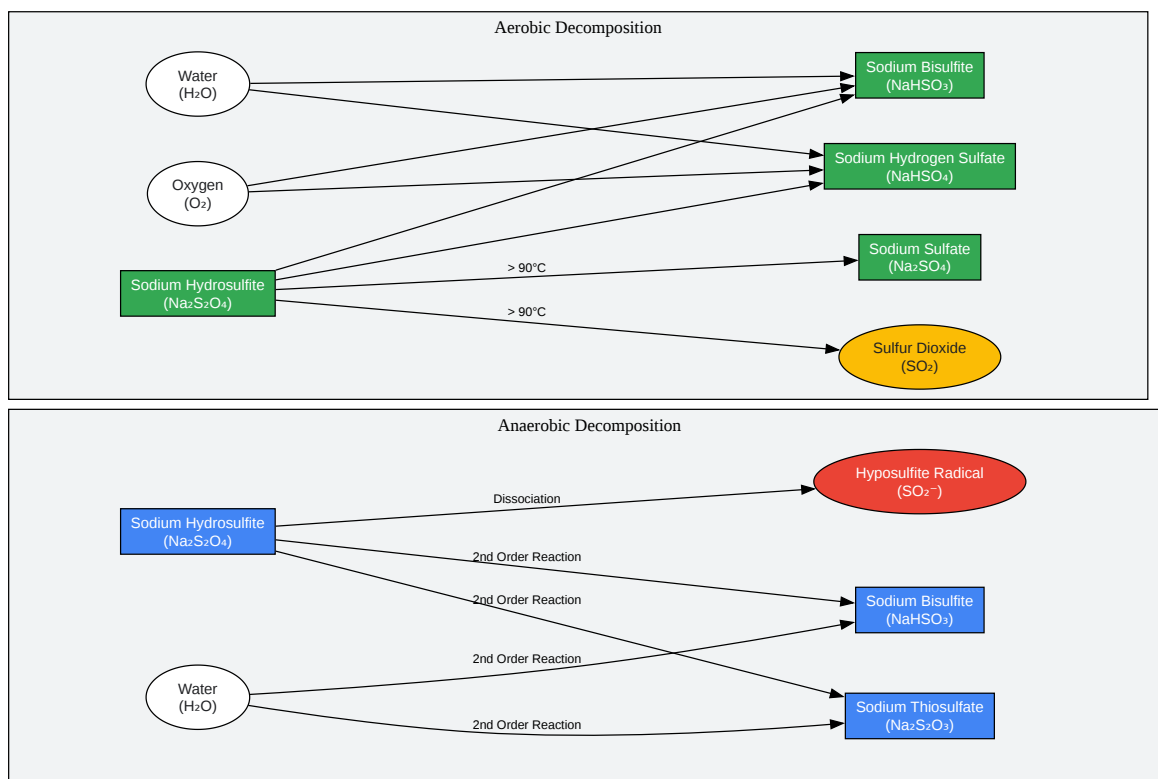 Aerobic Decomposition
Water
(H₂O)
Sodium Bisulfite
(NaHSO₃)
Sodium Hydrogen Sulfate
(NaHSO₄)
Oxygen
(O₂)
Sodium Sulfate
(Na₂SO₄)
> 90°C
Sodium Hydrosulfite
(Na₂S₂O₄)
> 90°C
Sulfur Dioxide
(SO₂)
Anaerobic Decomposition
Hyposulfite Radical
(SO₂⁻)
Dissociation
Sodium Hydrosulfite
(Na₂S₂O₄)
2nd Order Reaction
2nd Order Reaction
Sodium Bisulfite
(NaHSO₃)
2nd Order Reaction
Water
(H₂O)
2nd Order Reaction
Sodium Thiosulfate
(Na₂S₂O₃)